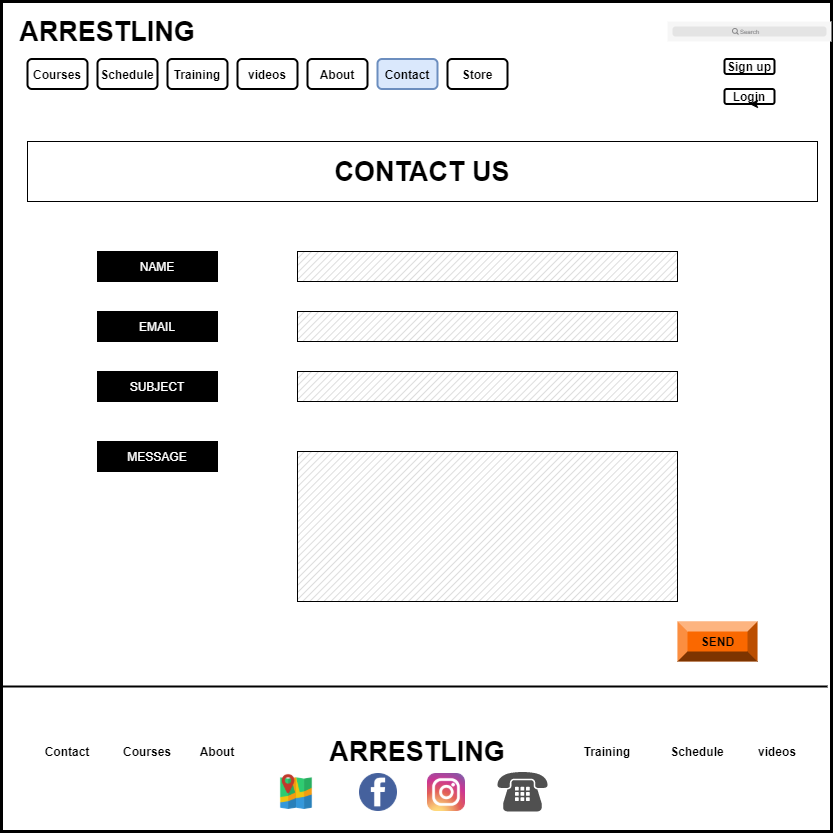 ARRESTLING
Search
Courses Schedule Training videos About Contact Store
Sign up
Login
CONTACT US
NAME
EMAIL
SUBJECT
MESSAGE
SEND
Contact Courses About ARRESTLING Training Schedule videos